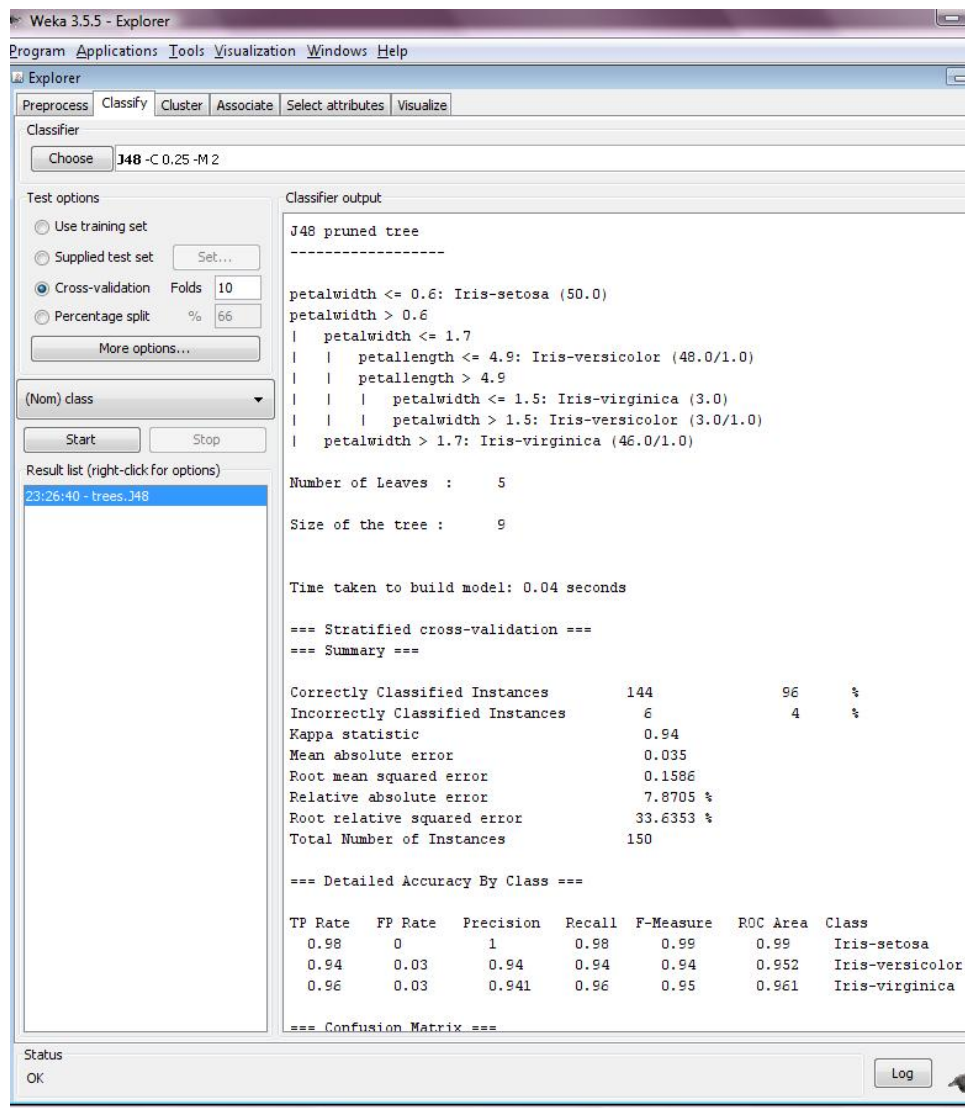 Weka 3.5.5 - Explorer
Program Applications Tools Visualization Windows Help
Explorer
Preprocess Classify Cluster Associate Select attributes Visualize
Classifier
Choose J48 -C 0.25 -M 2
Test options
Use training set
Supplied test set Set...
Cross-validation Folds 10
Percentage split % 66
More options...
(Nom) class
Start Stop
Result list (right-click for options)
23:26:40 - trees.J48
Classifier output
J48 pruned tree
------------------
petalwidth <= 0.6: Iris-setosa (50.0)
petalwidth > 0.6
| petalwidth <= 1.7
| | petallength <= 4.9: Iris-versicolor (48.0/1.0)
| | petallength > 4.9
| | | petalwidth <= 1.5: Iris-virginica (3.0)
| | | petalwidth > 1.5: Iris-versicolor (3.0/1.0)
| petalwidth > 1.7: Iris-virginica (46.0/1.0)
Number of Leaves : 5
Size of the tree : 9
Time taken to build model: 0.04 seconds
=== Stratified cross-validation ===
=== Summary ===
Correctly Classified Instances 144 96 %
Incorrectly Classified Instances 6 4 %
Kappa statistic 0.94
Mean absolute error 0.035
Root mean squared error 0.1586
Relative absolute error 7.8705 %
Root relative squared error 33.6353 %
Total Number of Instances 150
=== Detailed Accuracy By Class ===
TP Rate FP Rate Precision Recall F-Measure ROC Area Class
0.98 0 1 0.98 0.99 0.99 Iris-setosa
0.94 0.03 0.94 0.94 0.94 0.952 Iris-versicolor
0.96 0.03 0.941 0.96 0.95 0.961 Iris-virginica
=== Confusion Matrix ===
Status
OK
Log